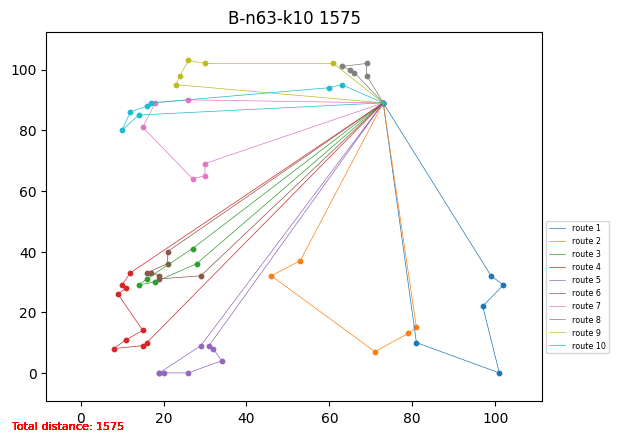 B-n63-k10 1575
100
80
60
40
20
0
0
20
40
60
80
100
route 1
route 2
route 3
route 4
route 5
route 6
route 7
route 8
route 9
route 10
Total distance: 1575